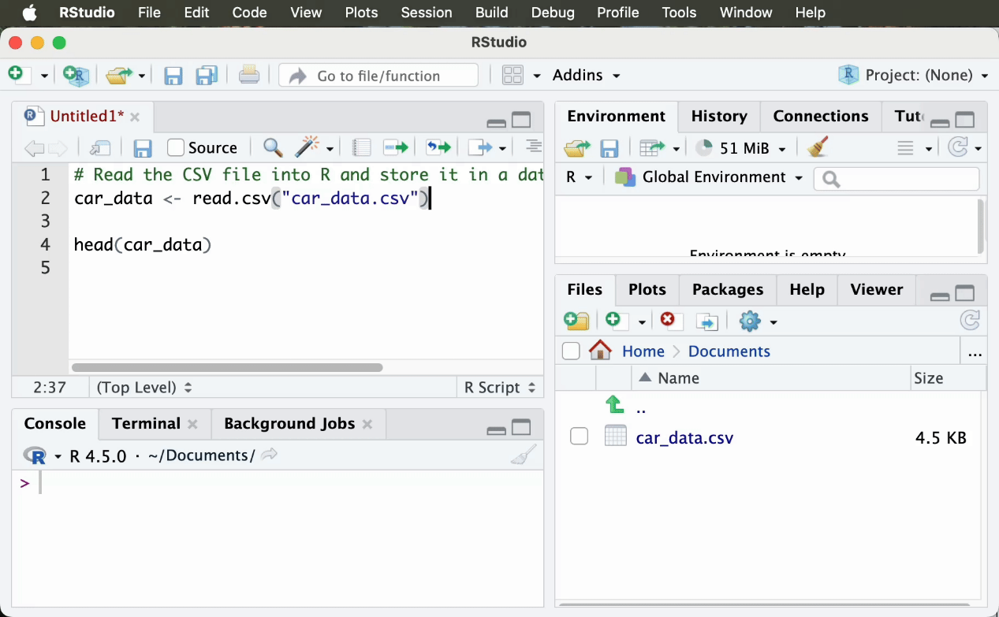 RStudio File Edit Code View Plots Session Build Debug Profile Tools Window Help
RStudio
Go to file/function Addins Project: (None)
Untitled1*
Source
1 # Read the CSV file into R and store it in a dat
2 car_data <- read.csv("car_data.csv")
3
4 head(car_data)
5
2:37 (Top Level) R Script
Console Terminal Background Jobs
R 4.5.0 · ~/Documents/
>
Environment History Connections Tut
51 MiB
R Global Environment
Environment is empty
Files Plots Packages Help Viewer
Home Documents ...
Name Size
..
car_data.csv 4.5 KB